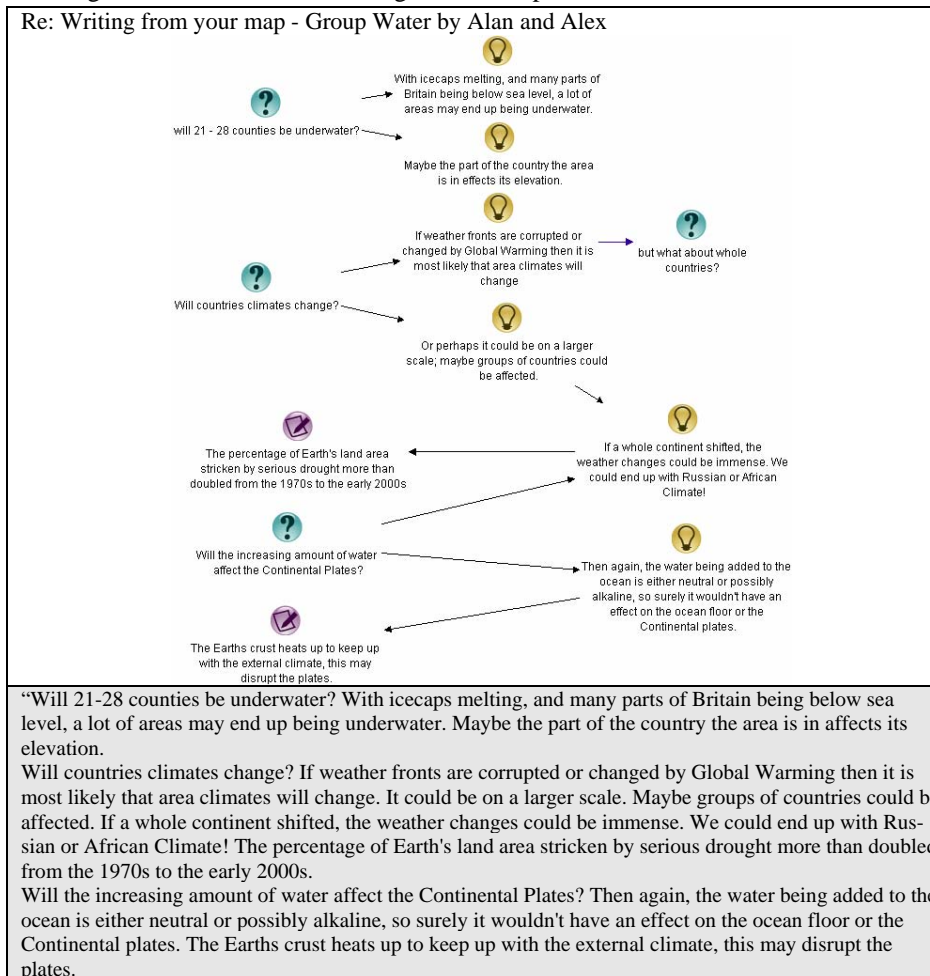 Re: Writing from your map - Group Water by Alan and Alex
With icecaps melting, and many parts of
Britain being below sea level, a lot of
areas may end up being underwater.
will 21 - 28 counties be underwater?
Maybe the part of the country the area
is in effects its elevation.
If weather fronts are corrupted or
changed by Global Warming then it is
most likely that area climates will
change
but what about whole
countries?
Will countries climates change?
Or perhaps it could be on a larger
scale; maybe groups of countries could
be affected.
If a whole continent shifted, the
weather changes could be immense. We
could end up with Russian or African
Climate!
The percentage of Earth's land area
stricken by serious drought more than
doubled from the 1970s to the early 2000s
Will the increasing amount of water
affect the Continental Plates?
Then again, the water being added to the
ocean is either neutral or possibly
alkaline, so surely it wouldn't have an
effect on the ocean floor or the
Continental plates.
The Earths crust heats up to keep up
with the external climate, this may
disrupt the plates.
“Will 21-28 counties be underwater? With icecaps melting, and many parts of Britain being below sea
level, a lot of areas may end up being underwater. Maybe the part of the country the area is in affects its
elevation.
Will countries climates change? If weather fronts are corrupted or changed by Global Warming then it is
most likely that area climates will change. It could be on a larger scale. Maybe groups of countries could
affected. If a whole continent shifted, the weather changes could be immense. We could end up with Rus-
sian or African Climate! The percentage of Earth's land area stricken by serious drought more than doubled
from the 1970s to the early 2000s.
Will the increasing amount of water affect the Continental Plates? Then again, the water being added to the
ocean is either neutral or possibly alkaline, so surely it wouldn't have an effect on the ocean floor or the
Continental plates. The Earths crust heats up to keep up with the external climate, this may disrupt the
plates.